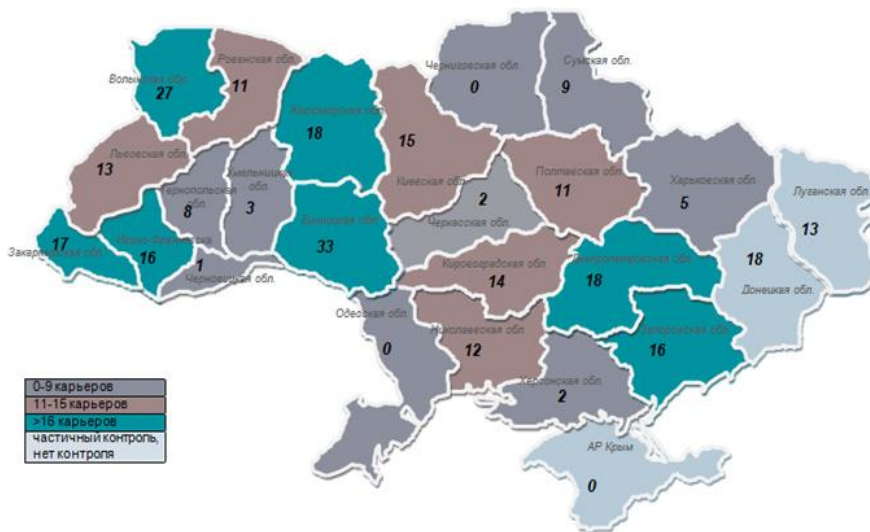 Черниговская обл.
0
Сумская обл.
9
Ровенская обл.
11
Волынская обл.
27
Житомирская обл.
18
15
Киевская обл.
Львовская обл.
13
Тернопольская
обл.
8
Хмельницкая
обл.
3
2
Черкасская обл.
Полтавская обл.
11
Харьковская обл.
5
Луганская обл.
13
Закарпатская обл.
17
Ивано-Франковска
16
1
Черновицкая обл.
Винницкая обл.
33
Кировоградская обл.
14
Днепропетровская обл.
18
18
Донецкая обл.
Одесская обл.
0
Николаевская обл.
12
Запоровская обл.
16
Херсонская обл.
2
АР Крым
0
0-9 карьеров
11-15 карьеров
>16 карьеров
частичный контроль,
нет контроля